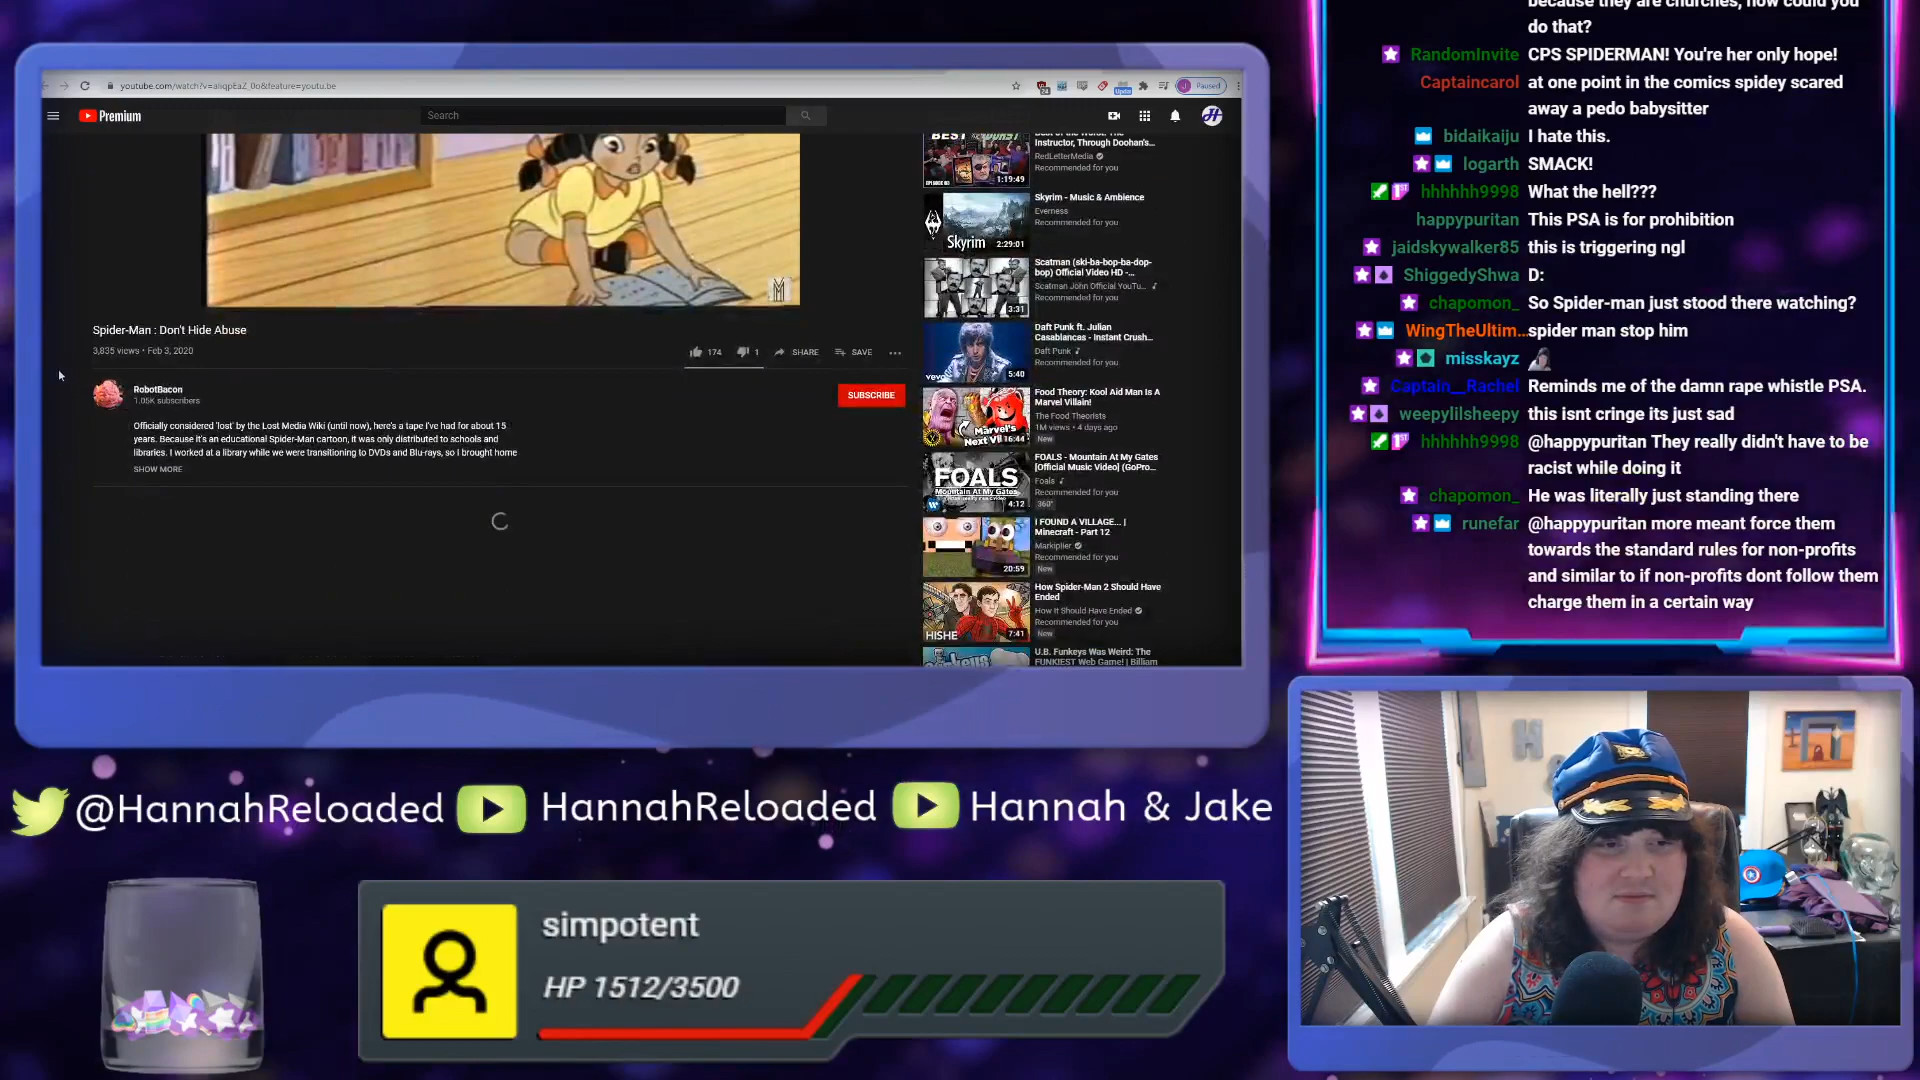 youtube.com/watch?v=aliqpEaZ_0o&feature=youtu.be
Paused
Premium
Search
Spider-Man : Don't Hide Abuse
3,835 views • Feb 3, 2020
174
1
SHARE
SAVE
RobotBacon
1.05K subscribers
SUBSCRIBE
Officially considered 'lost' by the Lost Media Wiki (until now), here's a tape I've had for about 15
years. Because it's an educational Spider-Man cartoon, it was only distributed to schools and
libraries. I worked at a library while we were transitioning to DVDs and Blu-rays, so I brought home
SHOW MORE
Instructor, Through Doohan's...
RedLetterMedia
Recommended for you
1:19:49
Skyrim - Music & Ambience
Everness
Recommended for you
Skyrim
2:29:01
Scatman (ski-ba-bop-ba-dop-
bop) Official Video HD -...
Scatman John Official YouTu...
Recommended for you
3:31
Daft Punk ft. Julian
Casablancas - Instant Crush...
Daft Punk
Recommended for you
vevo
5:40
Food Theory: Kool Aid Man Is A
Marvel Villain!
The Food Theorists
1M views • 4 days ago
New
16:44
FOALS - Mountain At My Gates
[Official Music Video] (GoPro...
Foals
Recommended for you
360°
FOALS
Mountain At My Gates
4:12
I FOUND A VILLAGE... |
Minecraft - Part 12
Markiplier
Recommended for you
New
20:59
How Spider-Man 2 Should Have
Ended
How It Should Have Ended
Recommended for you
New
HISHE
7:41
U.B. Funkeys Was Weird: The
FUNKIEST Web Game! | Billiam
because they are churches, how could you
do that?
RandomInvite CPS SPIDERMAN! You're her only hope!
Captaincarol at one point in the comics spidey scared
away a pedo babysitter
bidaikaiju I hate this.
logarth SMACK!
hhhhhh9998 What the hell???
happypuritan This PSA is for prohibition
jaidskywalker85 this is triggering ngl
ShiggedyShwa D:
chapomon_ So Spider-man just stood there watching?
WingTheUltim... spider man stop him
misskayz
Captain__Rachel Reminds me of the damn rape whistle PSA.
weepylilsheepy this isnt cringe its just sad
hhhhhh9998 @happypuritan They really didn't have to be
racist while doing it
chapomon_ He was literally just standing there
runefar @happypuritan more meant force them
towards the standard rules for non-profits
and similar to if non-profits dont follow them
charge them in a certain way
@HannahReloaded HannahReloaded Hannah & Jake
simpotent
HP 1512/3500